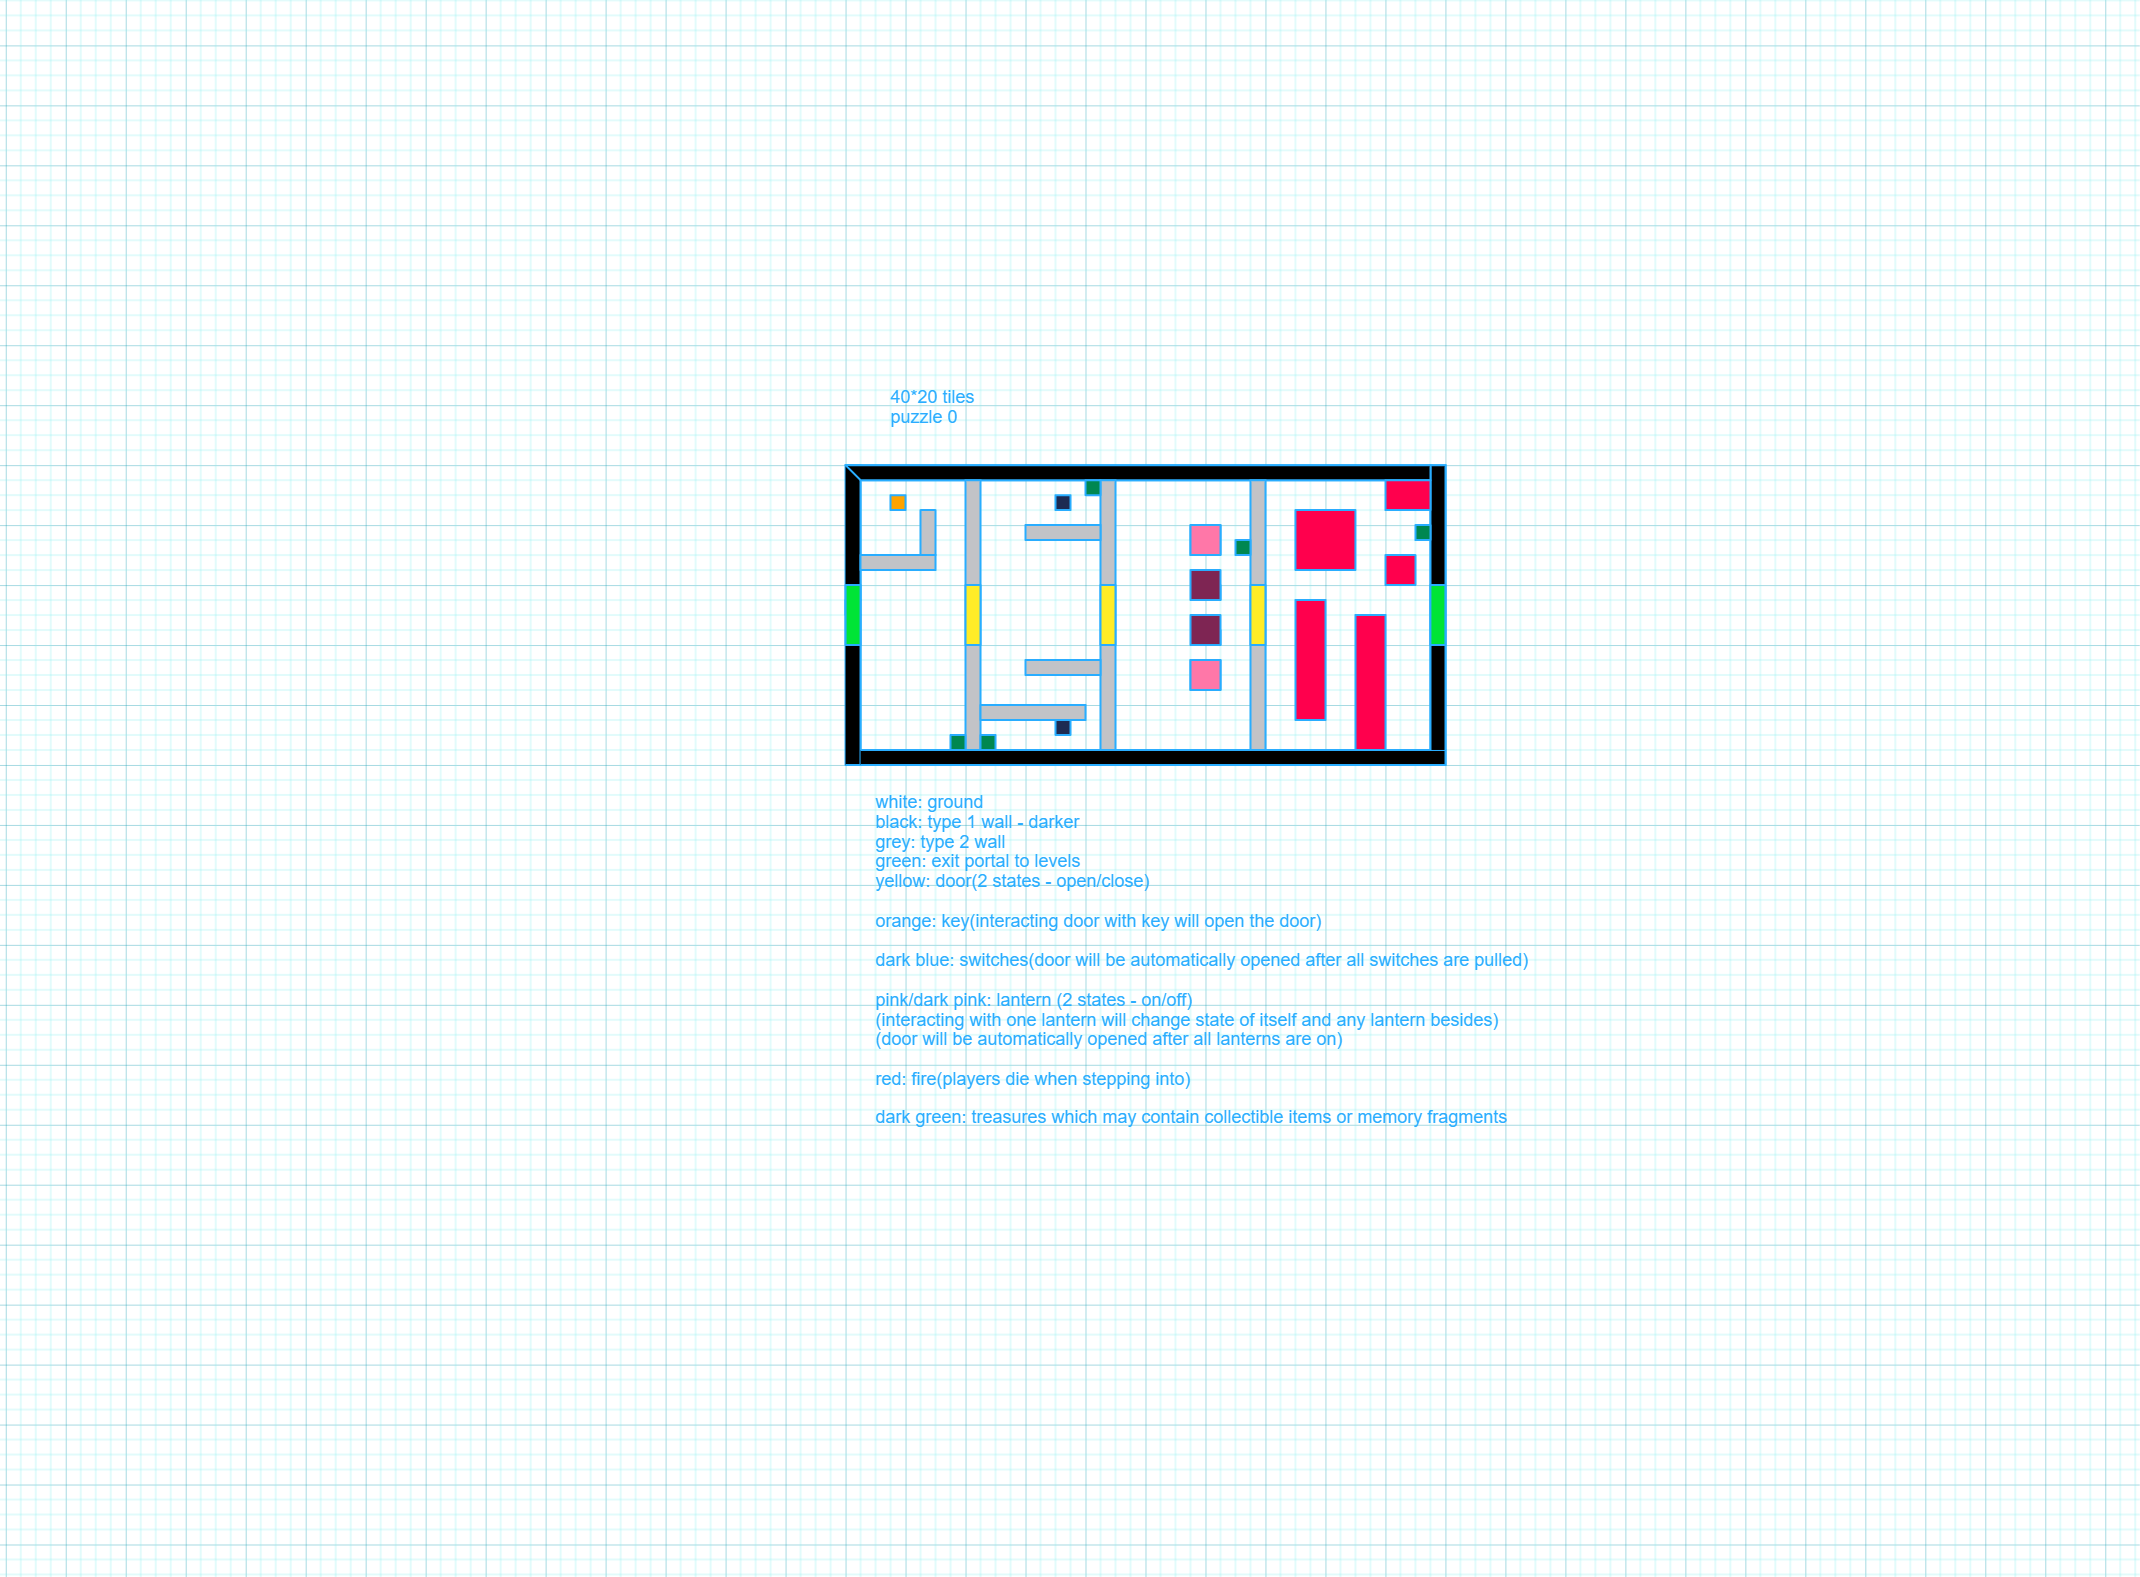 40*20 tiles
puzzle 0
white: ground
black: type 1 wall - darker
grey: type 2 wall
green: exit portal to levels
yellow: door(2 states - open/close)
orange: key(interacting door with key will open the door)
dark blue: switches(door will be automatically opened after all switches are pulled)
pink/dark pink: lantern (2 states - on/off)
(interacting with one lantern will change state of itself and any lantern besides)
(door will be automatically opened after all lanterns are on)
red: fire(players die when stepping into)
dark green: treasures which may contain collectible items or memory fragments